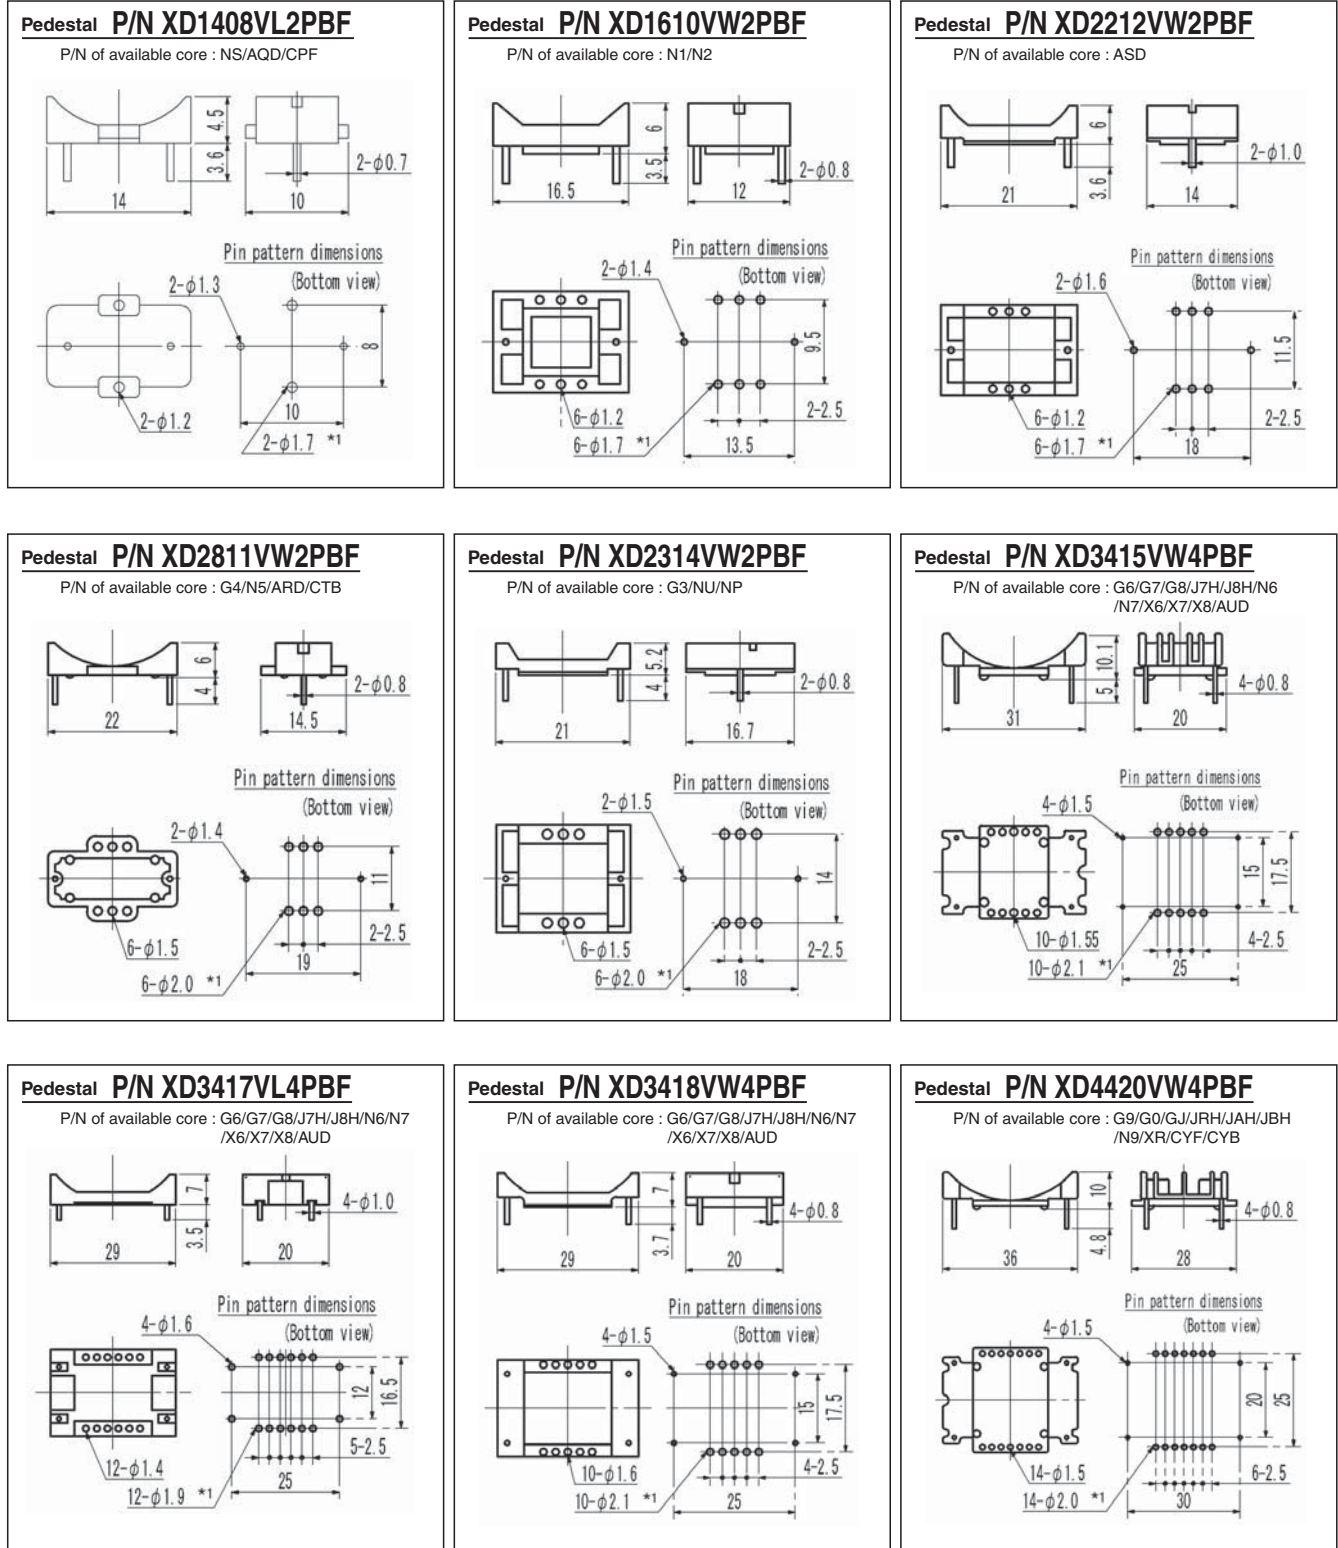 Pedestal P/N XD1408VL2PBF
P/N of available core : NS/AQD/CPF
4.5
3.6
14
10
2-φ0.7
Pin pattern dimensions
(Bottom view)
2-φ1.3
8
10
2-φ1.2
2-φ1.7 *1
Pedestal P/N XD1610VW2PBF
P/N of available core : N1/N2
6
3.5
16.5
12
2-φ0.8
Pin pattern dimensions
(Bottom view)
2-φ1.4
9.5
6-φ1.2
2-2.5
6-φ1.7 *1
13.5
Pedestal P/N XD2212VW2PBF
P/N of available core : ASD
6
3.6
21
14
2-φ1.0
Pin pattern dimensions
(Bottom view)
2-φ1.6
11.5
6-φ1.2
2-2.5
6-φ1.7 *1
18
Pedestal P/N XD2811VW2PBF
P/N of available core : G4/N5/ARD/CTB
6
4
22
14.5
2-φ0.8
Pin pattern dimensions
(Bottom view)
2-φ1.4
11
6-φ1.5
2-2.5
19
6-φ2.0 *1
Pedestal P/N XD2314VW2PBF
P/N of available core : G3/NU/NP
5.2
4
21
16.7
2-φ0.8
Pin pattern dimensions
(Bottom view)
2-φ1.5
14
6-φ1.5
2-2.5
6-φ2.0 *1
18
Pedestal P/N XD3415VW4PBF
P/N of available core : G6/G7/G8/J7H/J8H/N6
/N7/X6/X7/X8/AUD
10.1
5
31
20
4-φ0.8
Pin pattern dimensions
(Bottom view)
4-φ1.5
15
17.5
10-φ1.55
4-2.5
10-φ2.1 *1
25
Pedestal P/N XD3417VL4PBF
P/N of available core : G6/G7/G8/J7H/J8H/N6/N7
/X6/X7/X8/AUD
7
3.5
29
20
4-φ1.0
Pin pattern dimensions
(Bottom view)
4-φ1.6
12
16.5
5-2.5
12-φ1.4
25
12-φ1.9 *1
Pedestal P/N XD3418VW4PBF
P/N of available core : G6/G7/G8/J7H/J8H/N6/N7
/X6/X7/X8/AUD
7
3.7
29
20
4-φ0.8
Pin pattern dimensions
(Bottom view)
4-φ1.5
15
17.5
10-φ1.6
4-2.5
10-φ2.1 *1
25
Pedestal P/N XD4420VW4PBF
P/N of available core : G9/G0/GJ/JRH/JAH/JBH
/N9/XR/CYF/CYB
10
4.8
36
28
4-φ0.8
Pin pattern dimensions
(Bottom view)
4-φ1.5
20
25
14-φ1.5
6-2.5
14-φ2.0 *1
30